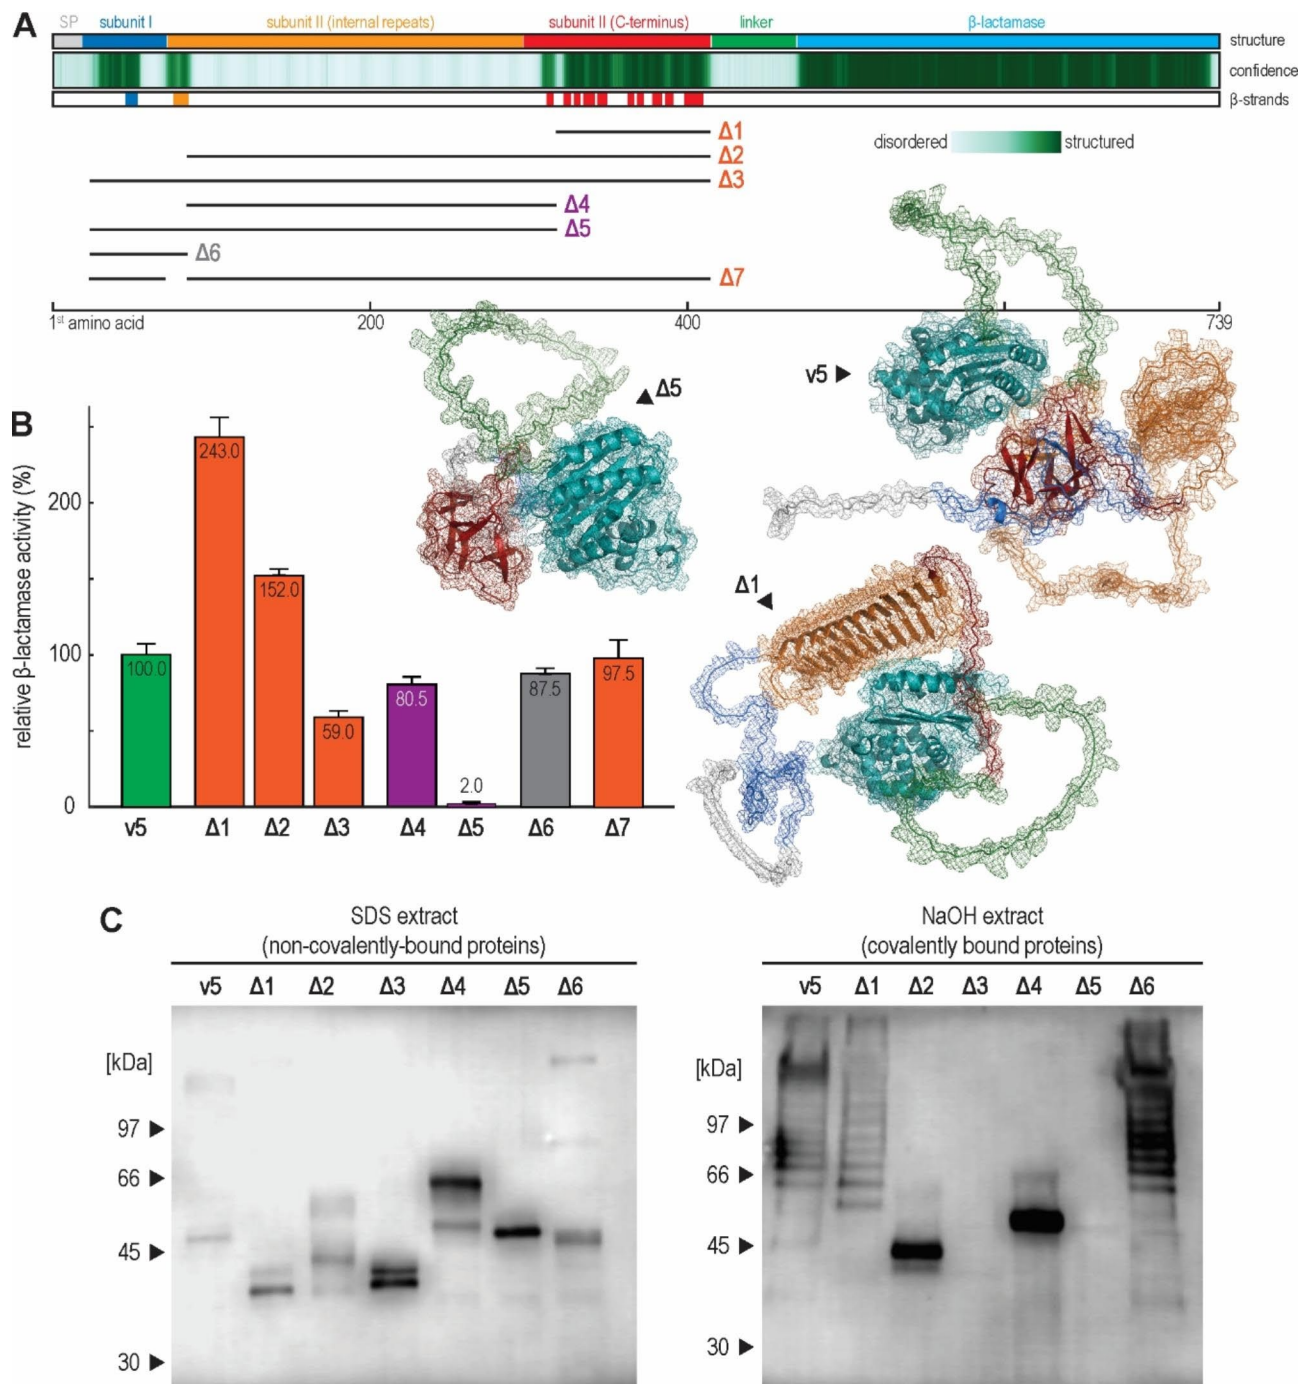 A
SP subunit I subunit II (internal repeats) subunit II (C-terminus) linker β-lactamase
structure
confidence
β-strands
Δ1
disordered structured
Δ2
Δ3
Δ4
Δ5
Δ6
Δ7
1st amino acid 200 400 739
v5
Δ5
Δ1
B
relative β-lactamase activity (%)
200
100
0
100.0 243.0 152.0 59.0 80.5 2.0 87.5 97.5
v5 Δ1 Δ2 Δ3 Δ4 Δ5 Δ6 Δ7
C
SDS extract
(non-covalently-bound proteins)
v5 Δ1 Δ2 Δ3 Δ4 Δ5 Δ6
[kDa]
97
66
45
30
NaOH extract
(covalently bound proteins)
v5 Δ1 Δ2 Δ3 Δ4 Δ5 Δ6
[kDa]
97
66
45
30